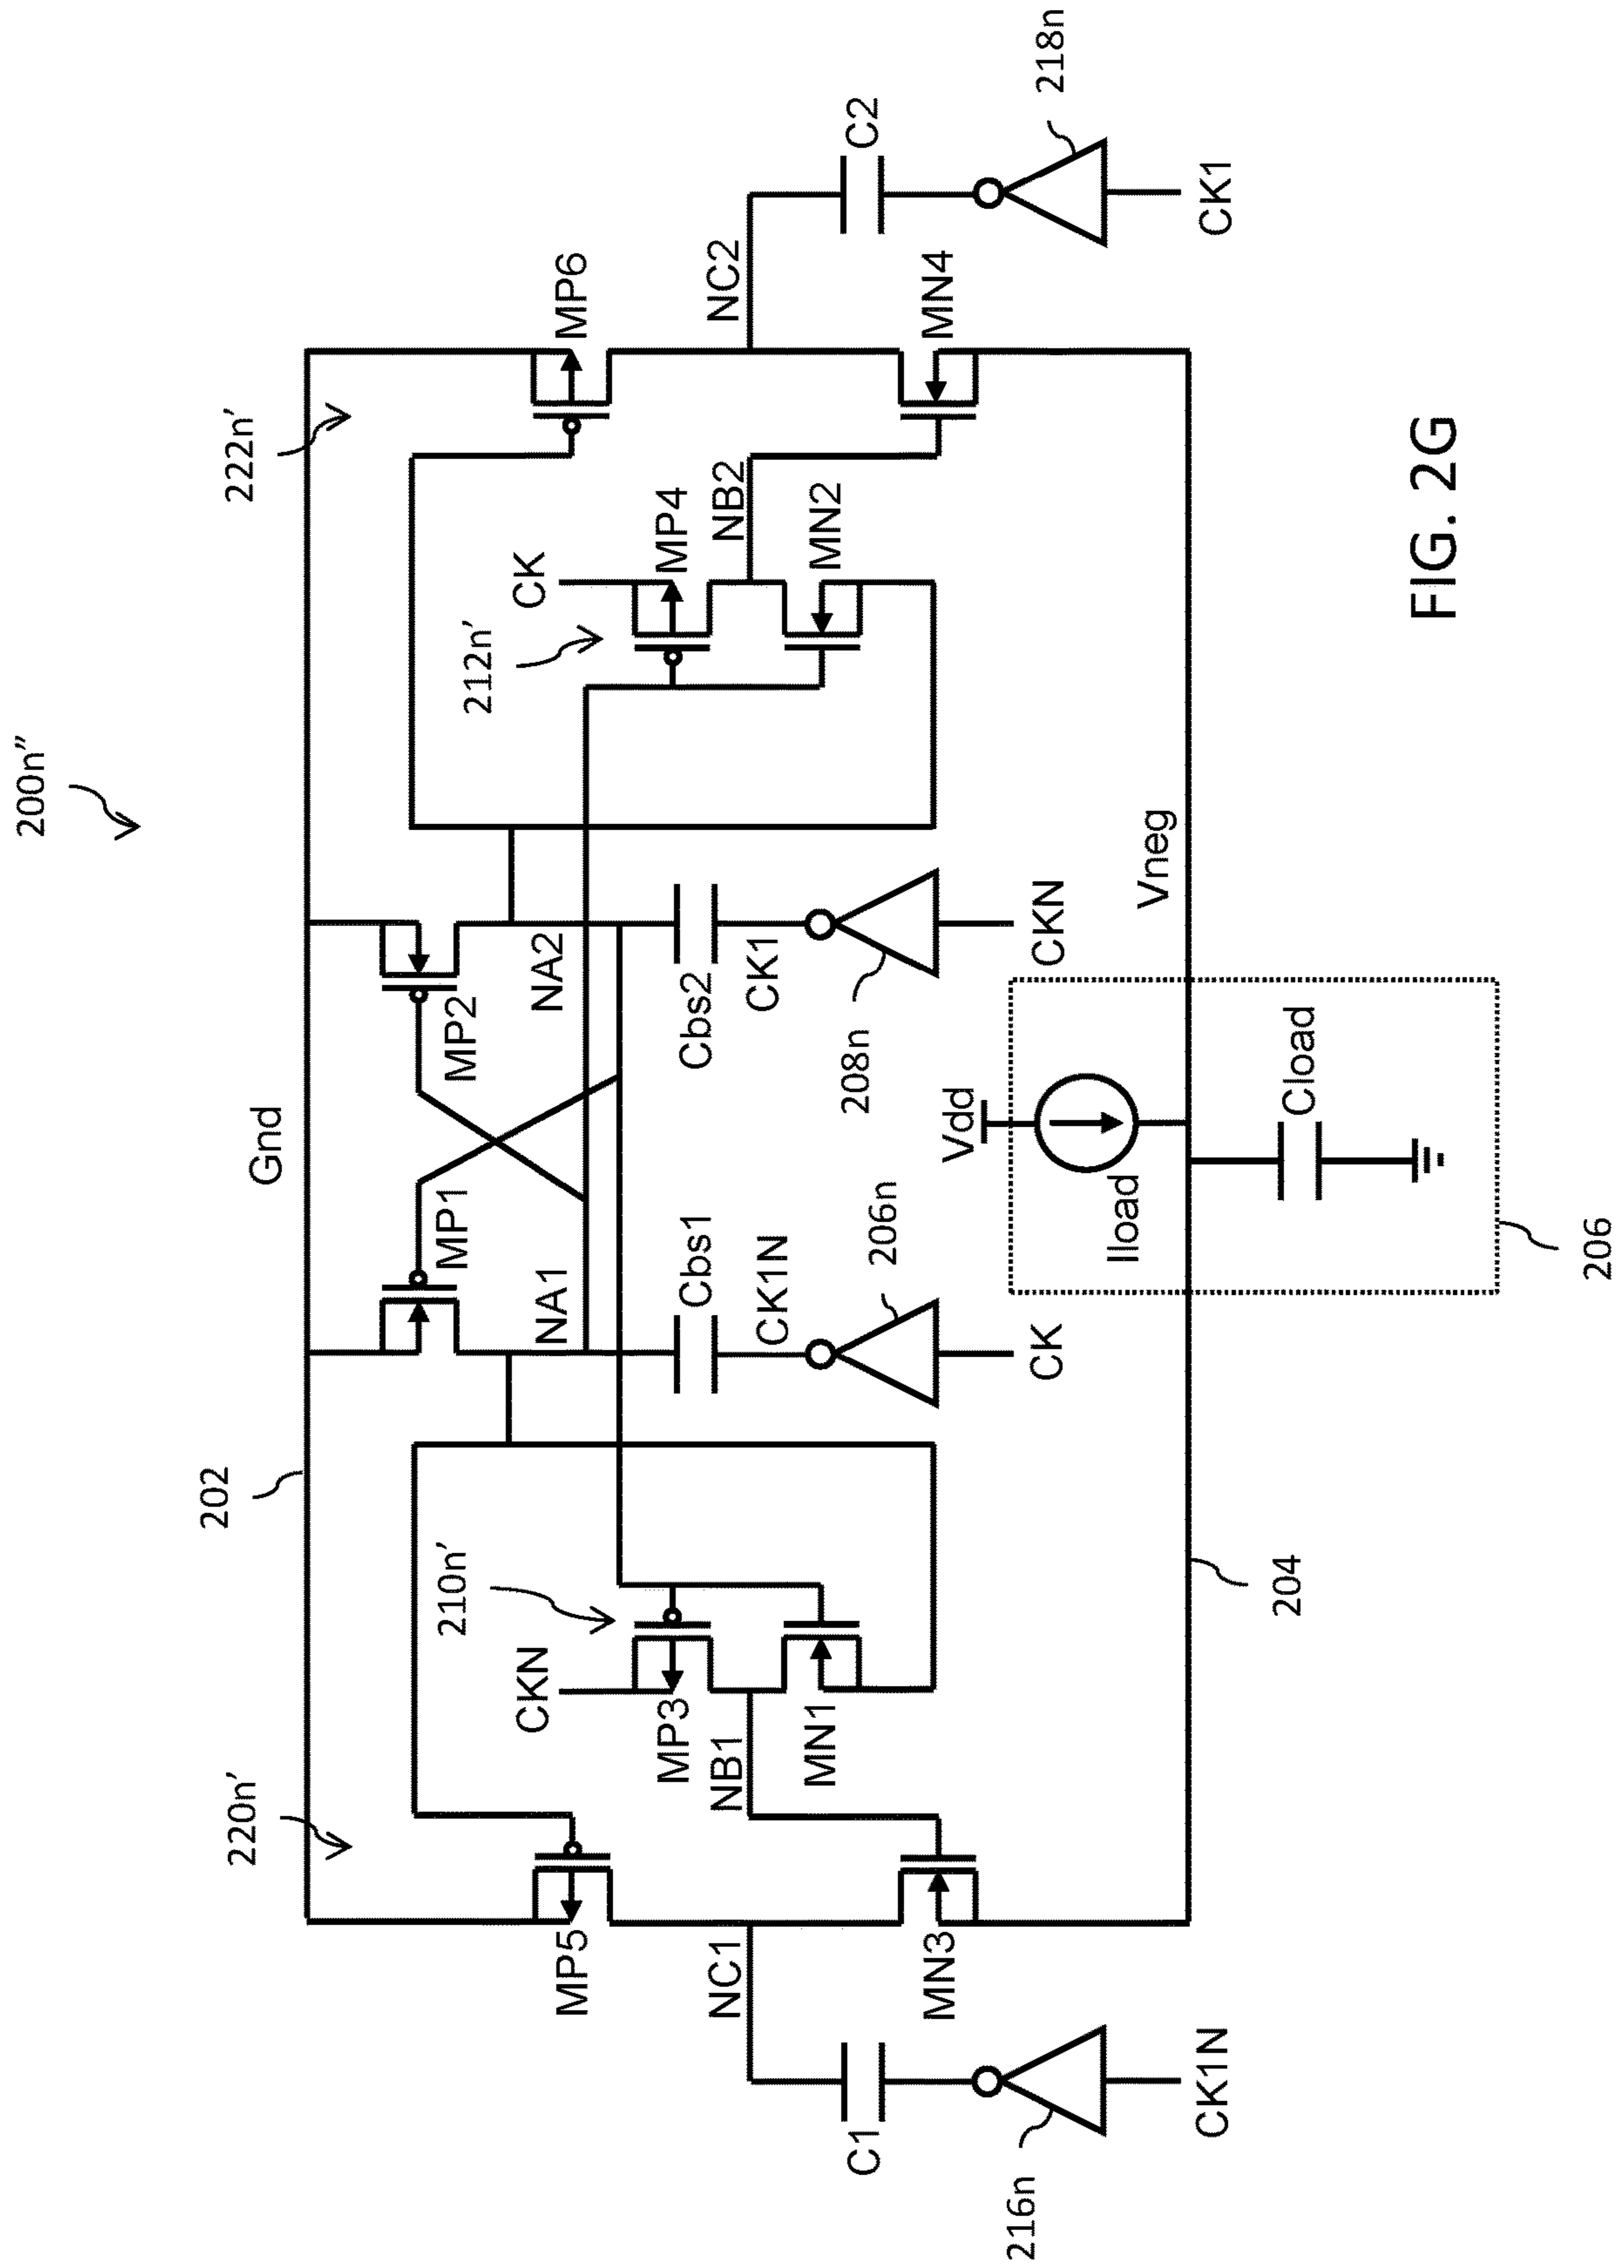 200n”
202
Gnd
220n’
222n’
MP1
MP2
MP5
MP6
CKN
210n’
CK
212n’
NA1
NA2
MP3
MP4
NB1
NB2
NC1
NC2
MN1
MN2
Cbs1
Cbs2
CK1N
CK1
206n
208n
CK
CKN
C1
C2
MN3
MN4
216n
218n
CK1N
CK1
Vdd
Iload
Vneg
Cload
204
206
FIG. 2G